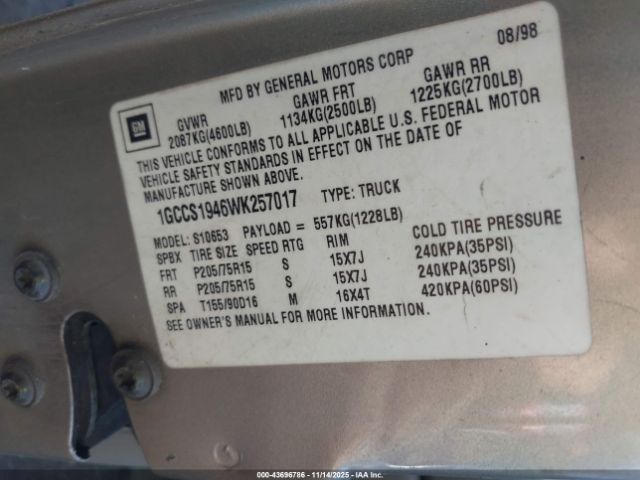 MFD BY GENERAL MOTORS CORP 08/98
GM GVWR GAWR FRT GAWR RR
2087KG(4600LB) 1134KG(2500LB) 1225KG(2700LB)
THIS VEHICLE CONFORMS TO ALL APPLICABLE U.S. FEDERAL MOTOR
VEHICLE SAFETY STANDARDS IN EFFECT ON THE DATE OF
MANUFACTURE SHOWN ABOVE.
1GCCS1946WK257017 TYPE: TRUCK
MODEL: S10653 PAYLOAD = 557KG(1228LB)
SPBX TIRE SIZE SPEED RTG RIM COLD TIRE PRESSURE
FRT P205/75R15 S 15X7J 240KPA(35PSI)
RR P205/75R15 S 15X7J 240KPA(35PSI)
SPA T155/90D16 M 16X4T 420KPA(60PSI)
SEE OWNER'S MANUAL FOR MORE INFORMATION.
000-43696786 - 11/14/2025 - IAA Inc.